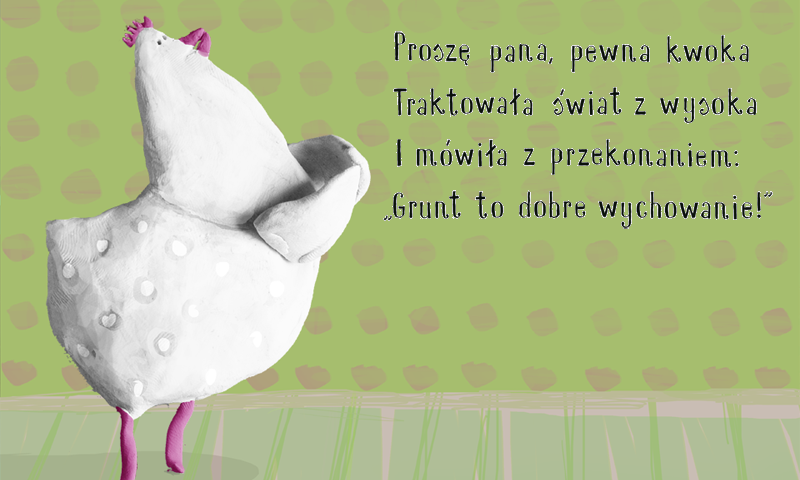 Proszę pana, pewna kwoka
Traktowała świat z wysoka
I mówiła z przekonaniem:
„Grunt to dobre wychowanie!”